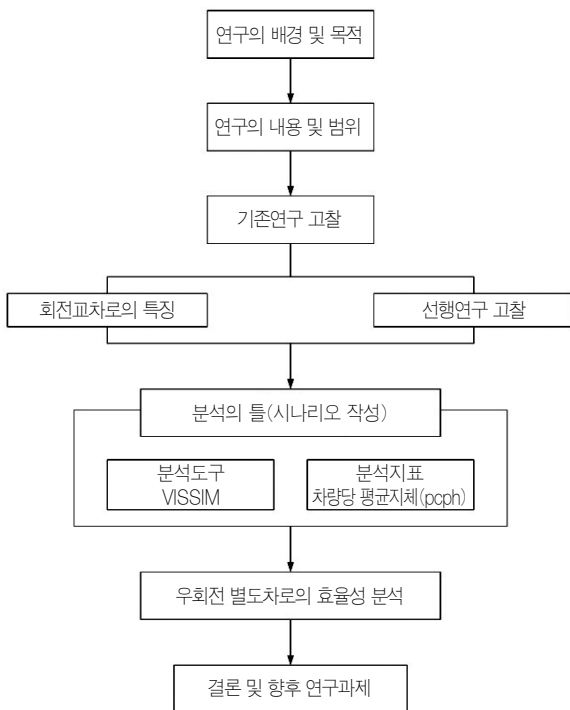 연구의 배경 및 목적
연구의 내용 및 범위
기존연구 고찰
회전교차로의 특징
선행연구 고찰
분석의 틀(시나리오 작성)
분석도구
VISSIM
분석지표
차량당 평균지체(pcph)
우회전 별도차로의 효율성 분석
결론 및 향후 연구과제